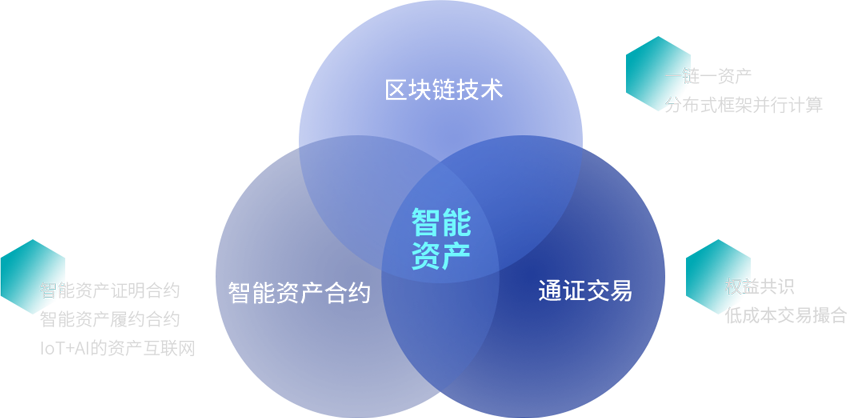 区块链技术
一链一资产
分布式框架并行计算
智能
资产
智能资产合约
通证交易
智能资产证明合约
智能资产履约合约
IoT+AI的资产互联网
权益共识
低成本交易撮合